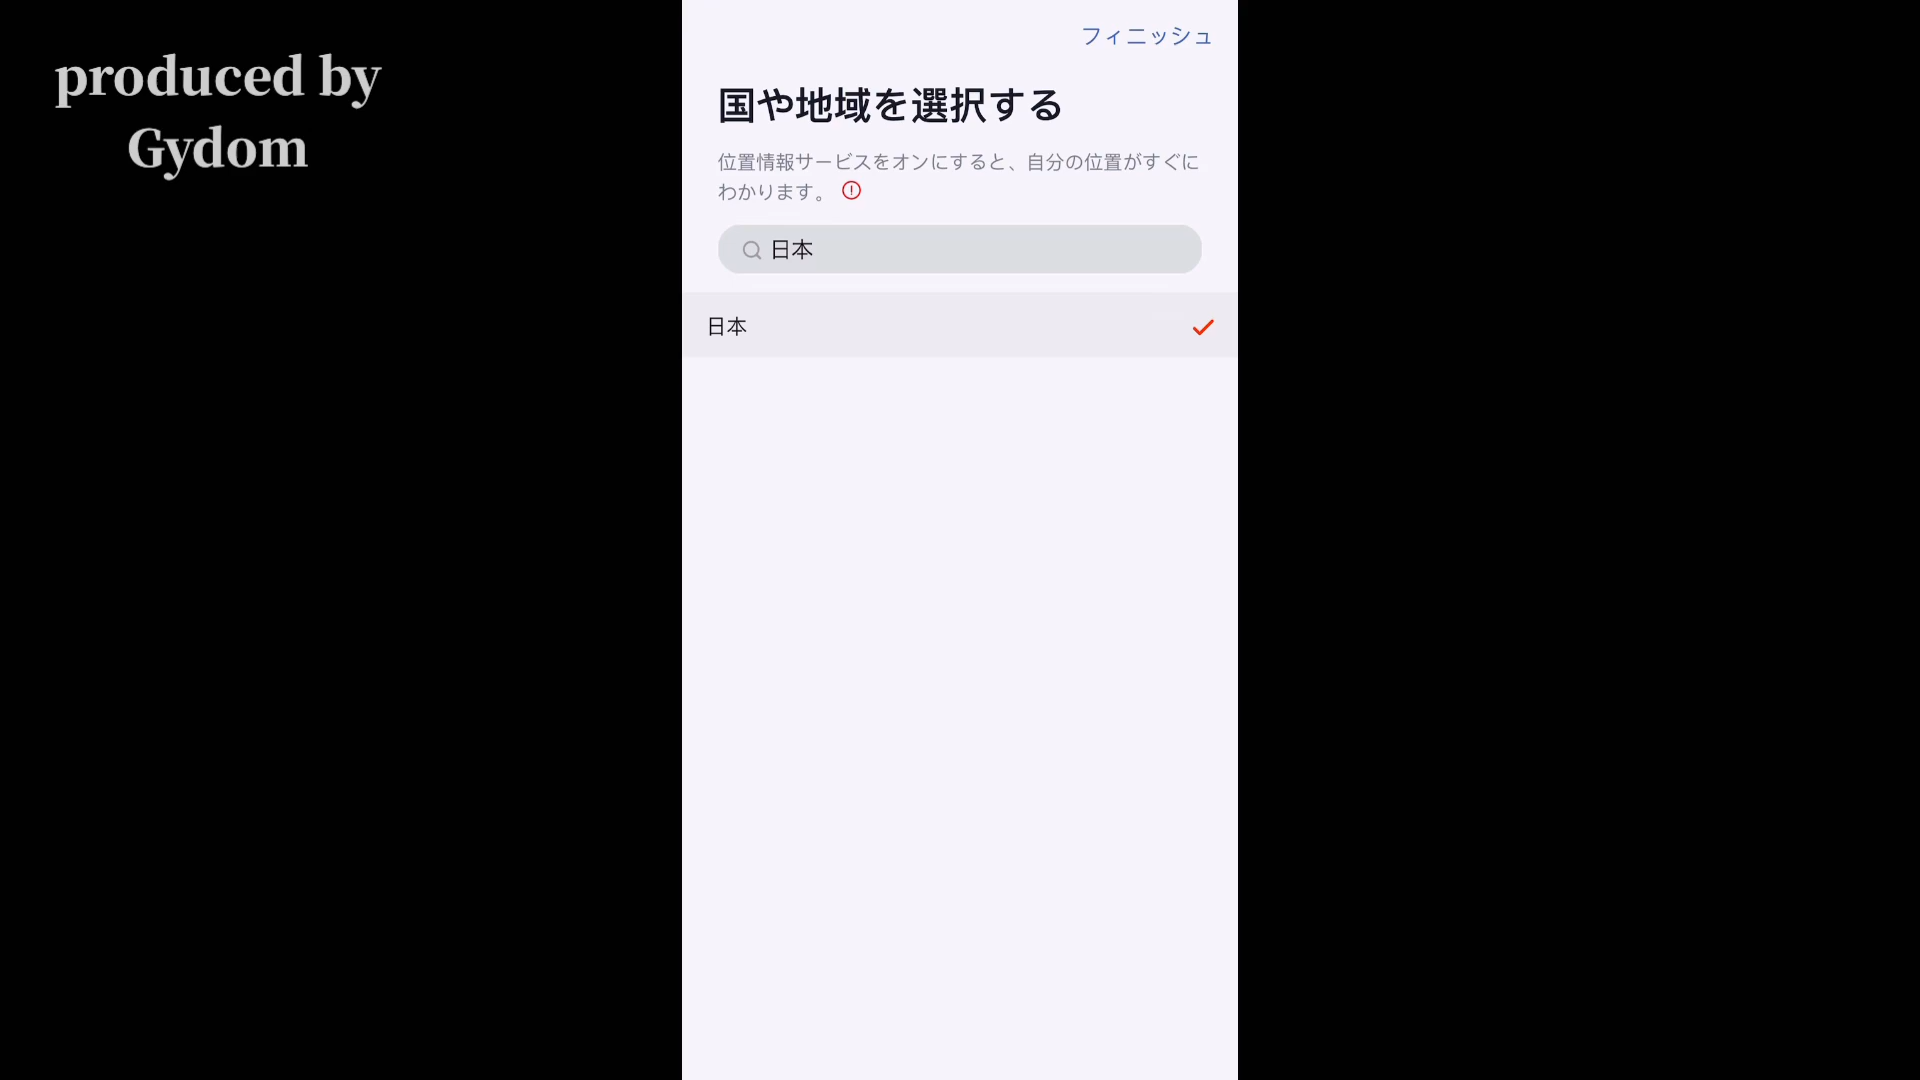 produced by
Gydom
フィニッシュ
国や地域を選択する
位置情報サービスをオンにすると、自分の位置がすぐに
わかります。
日本
日本